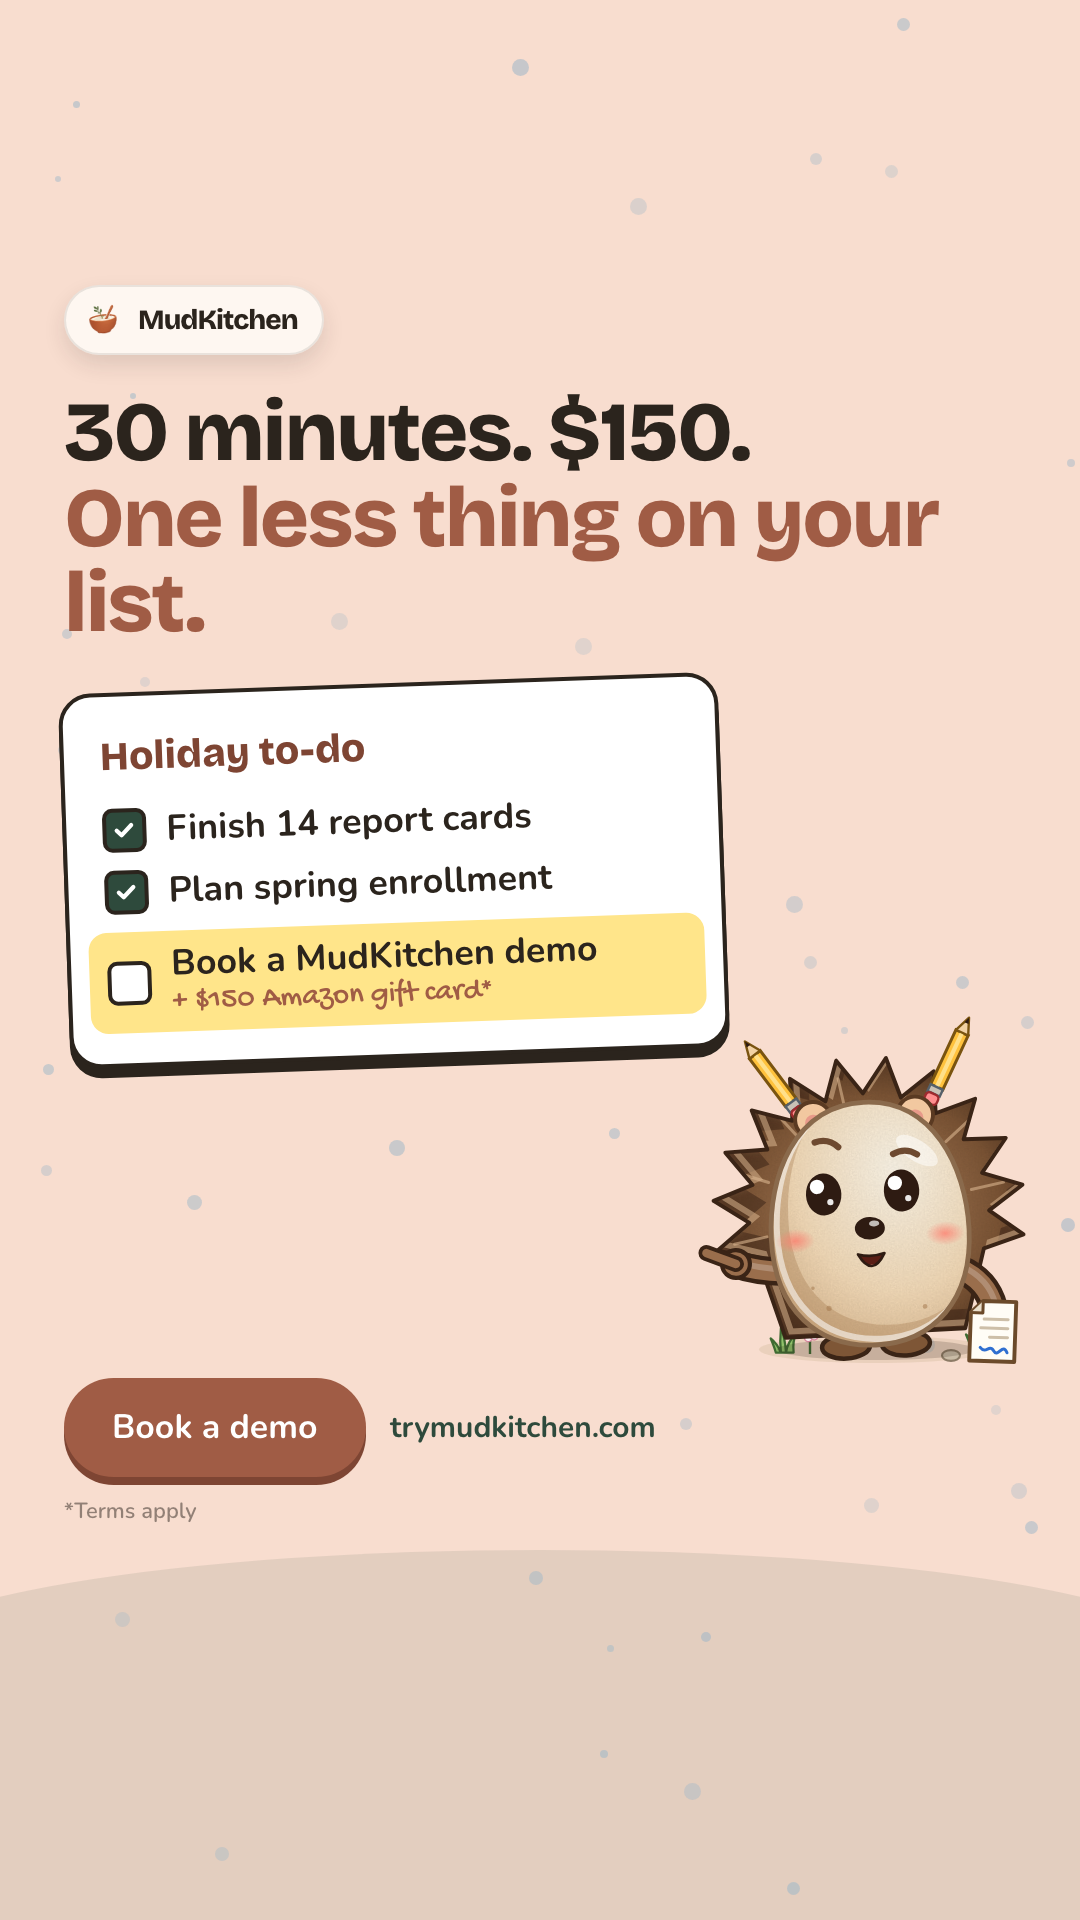 MudKitchen
30 minutes. $150.
One less thing on your
list.
Holiday to-do
Finish 14 report cards
Plan spring enrollment
Book a MudKitchen demo
+ $150 Amazon gift card*
Book a demo
trymudkitchen.com
*Terms apply